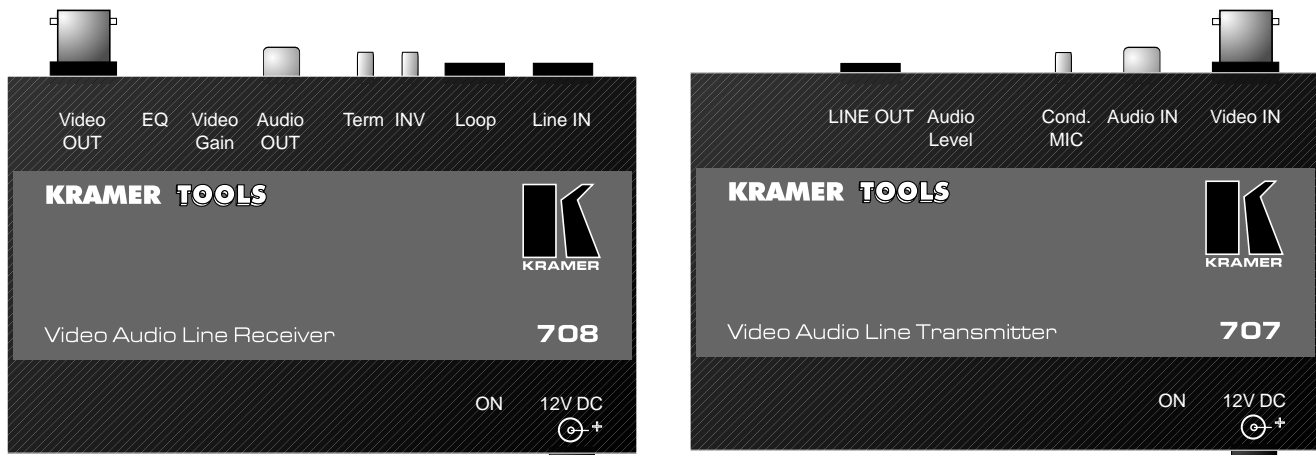 Video OUT EQ Video Gain Audio OUT Term INV Loop Line IN
KRAMER TOOLS
K
KRAMER
Video Audio Line Receiver 708
ON 12V DC
+
LINE OUT Audio Level Cond. MIC Audio IN Video IN
KRAMER TOOLS
K
KRAMER
Video Audio Line Transmitter 707
ON 12V DC
+